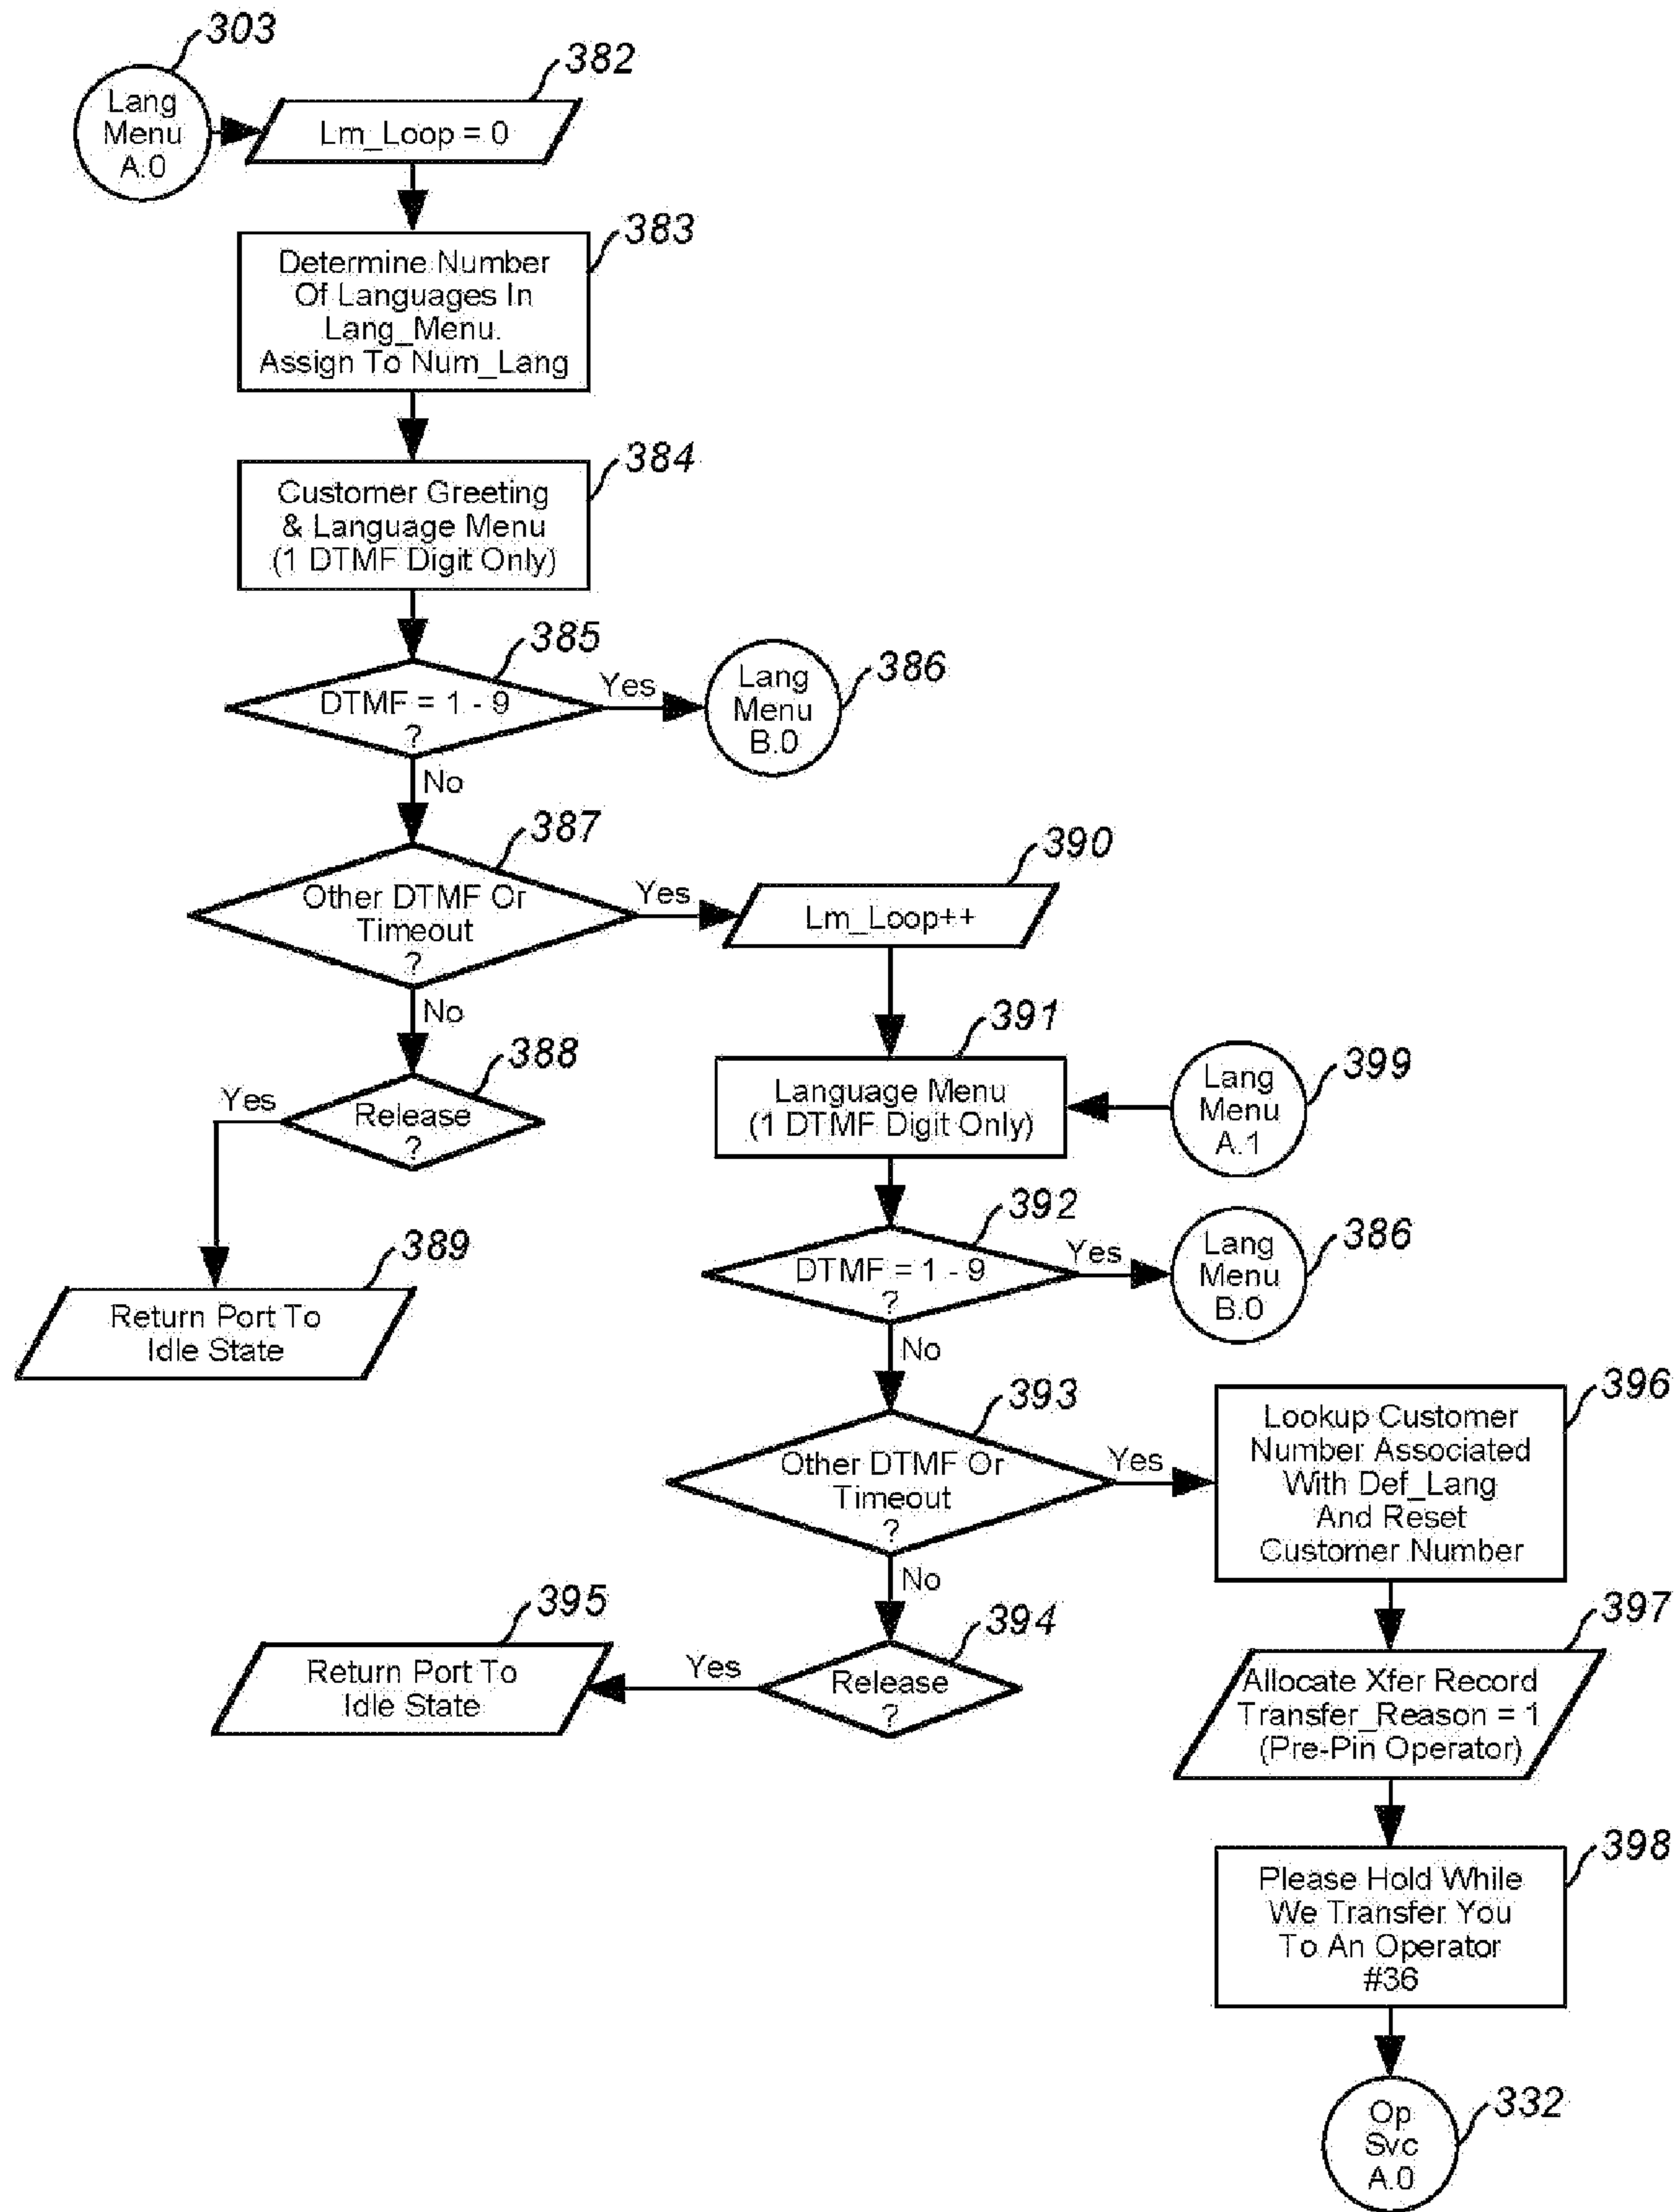 303
Lang
Menu
A.0
382
Lm_Loop = 0
383
Determine Number
Of Languages In
Lang_Menu.
Assign To Num_Lang
384
Customer Greeting
& Language Menu
(1 DTMF Digit Only)
385
DTMF = 1 - 9
?
Yes
386
Lang
Menu
B.0
No
387
Other DTMF Or
Timeout
?
Yes
390
Lm_Loop++
No
388
Release
?
Yes
389
Return Port To
Idle State
391
Language Menu
(1 DTMF Digit Only)
399
Lang
Menu
A.1
392
DTMF = 1 - 9
?
Yes
386
Lang
Menu
B.0
No
393
Other DTMF Or
Timeout
?
Yes
396
Lookup Customer
Number Associated
With Def_Lang
And Reset
Customer Number
No
394
Release
?
Yes
395
Return Port To
Idle State
397
Allocate Xfer Record
Transfer_Reason = 1
(Pre-Pin Operator)
398
Please Hold While
We Transfer You
To An Operator
#36
332
Op
Svc
A.0